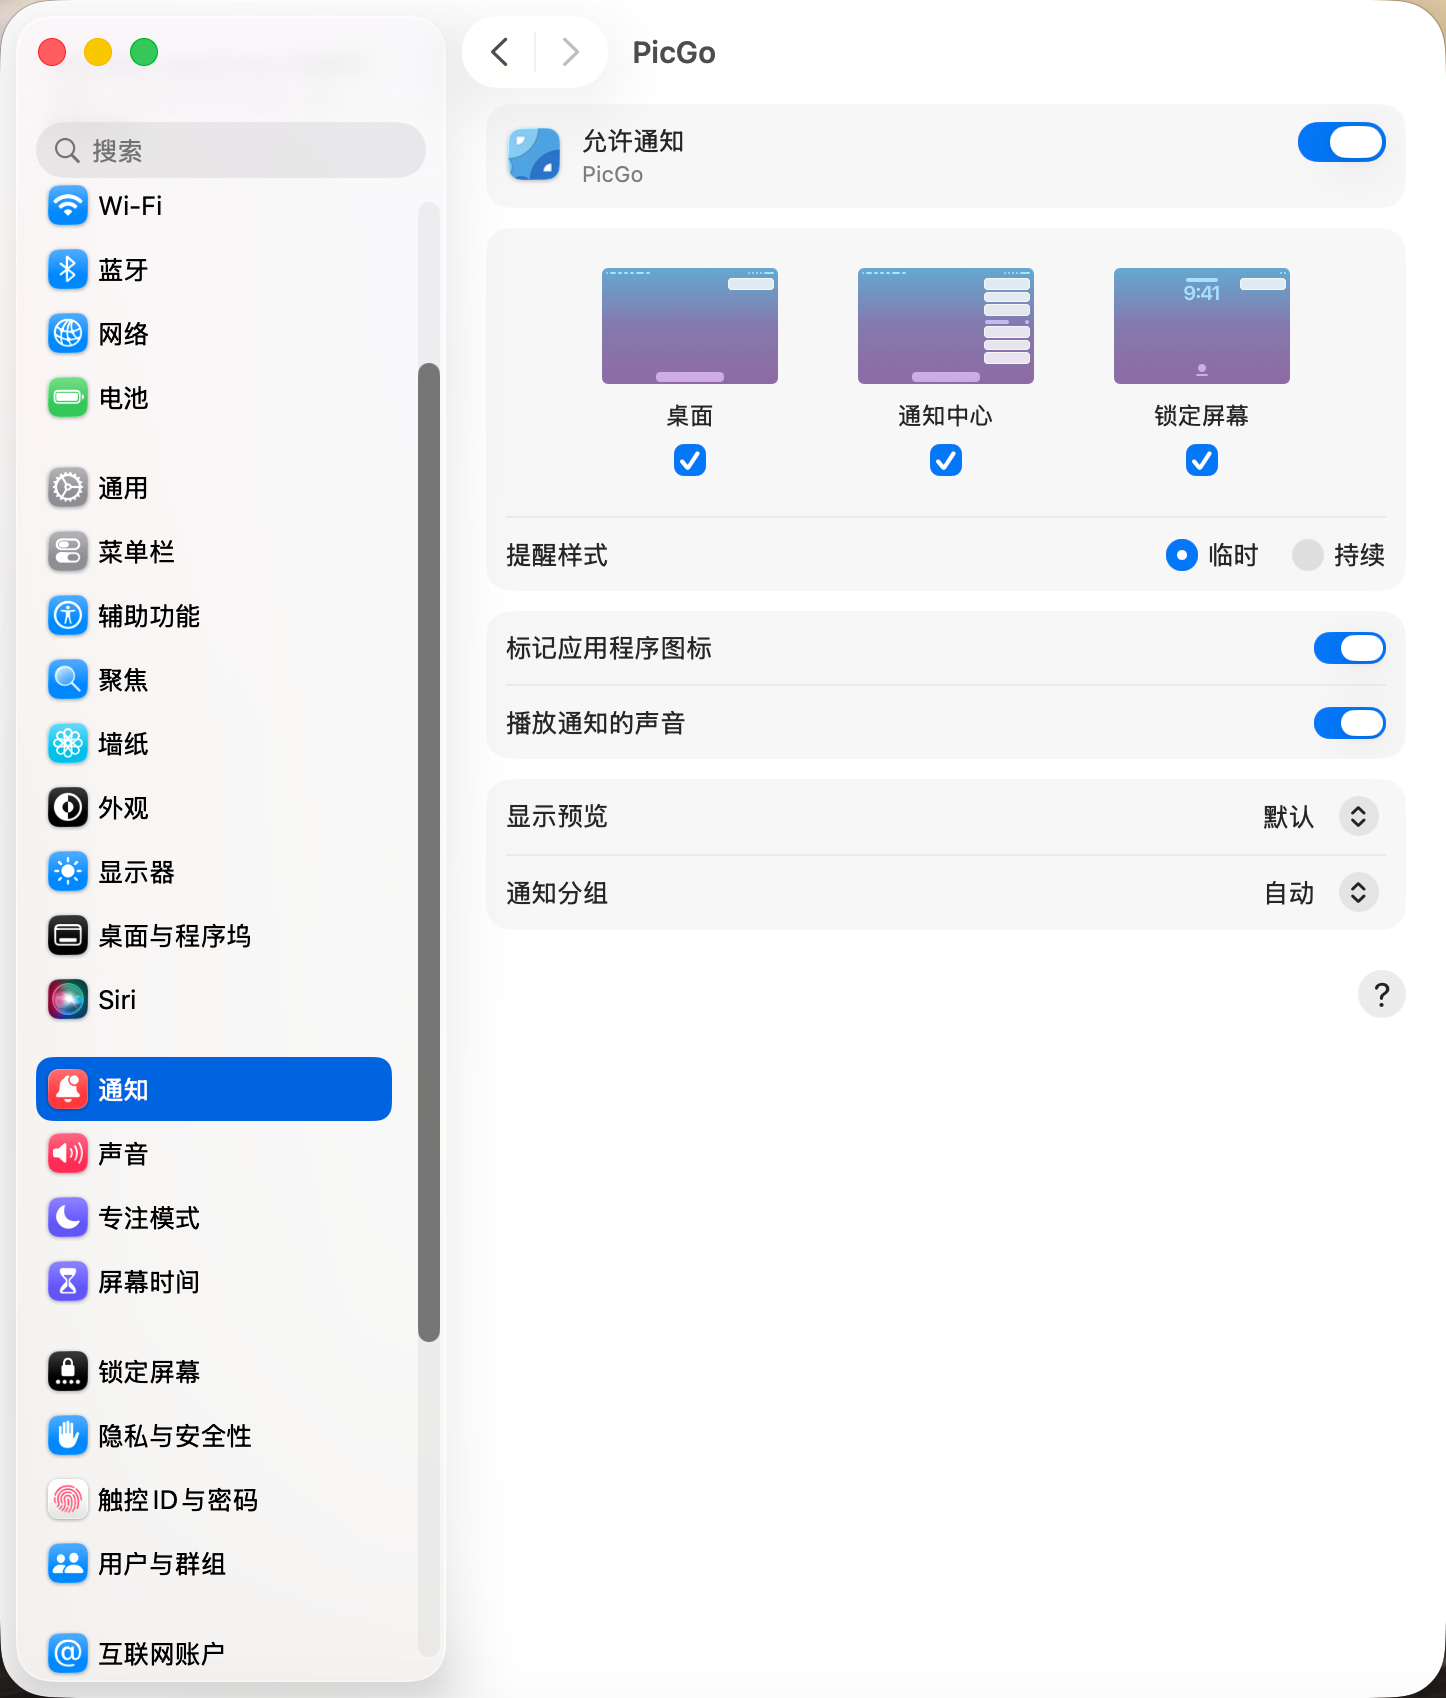 PicGo
搜索
Wi-Fi
蓝牙
网络
电池
通用
菜单栏
辅助功能
聚焦
墙纸
外观
显示器
桌面与程序坞
Siri
通知
声音
专注模式
屏幕时间
锁定屏幕
隐私与安全性
触控 ID 与密码
用户与群组
互联网账户
允许通知
PicGo
9:41
桌面
通知中心
锁定屏幕
提醒样式
临时
持续
标记应用程序图标
播放通知的声音
显示预览
默认
通知分组
自动
?